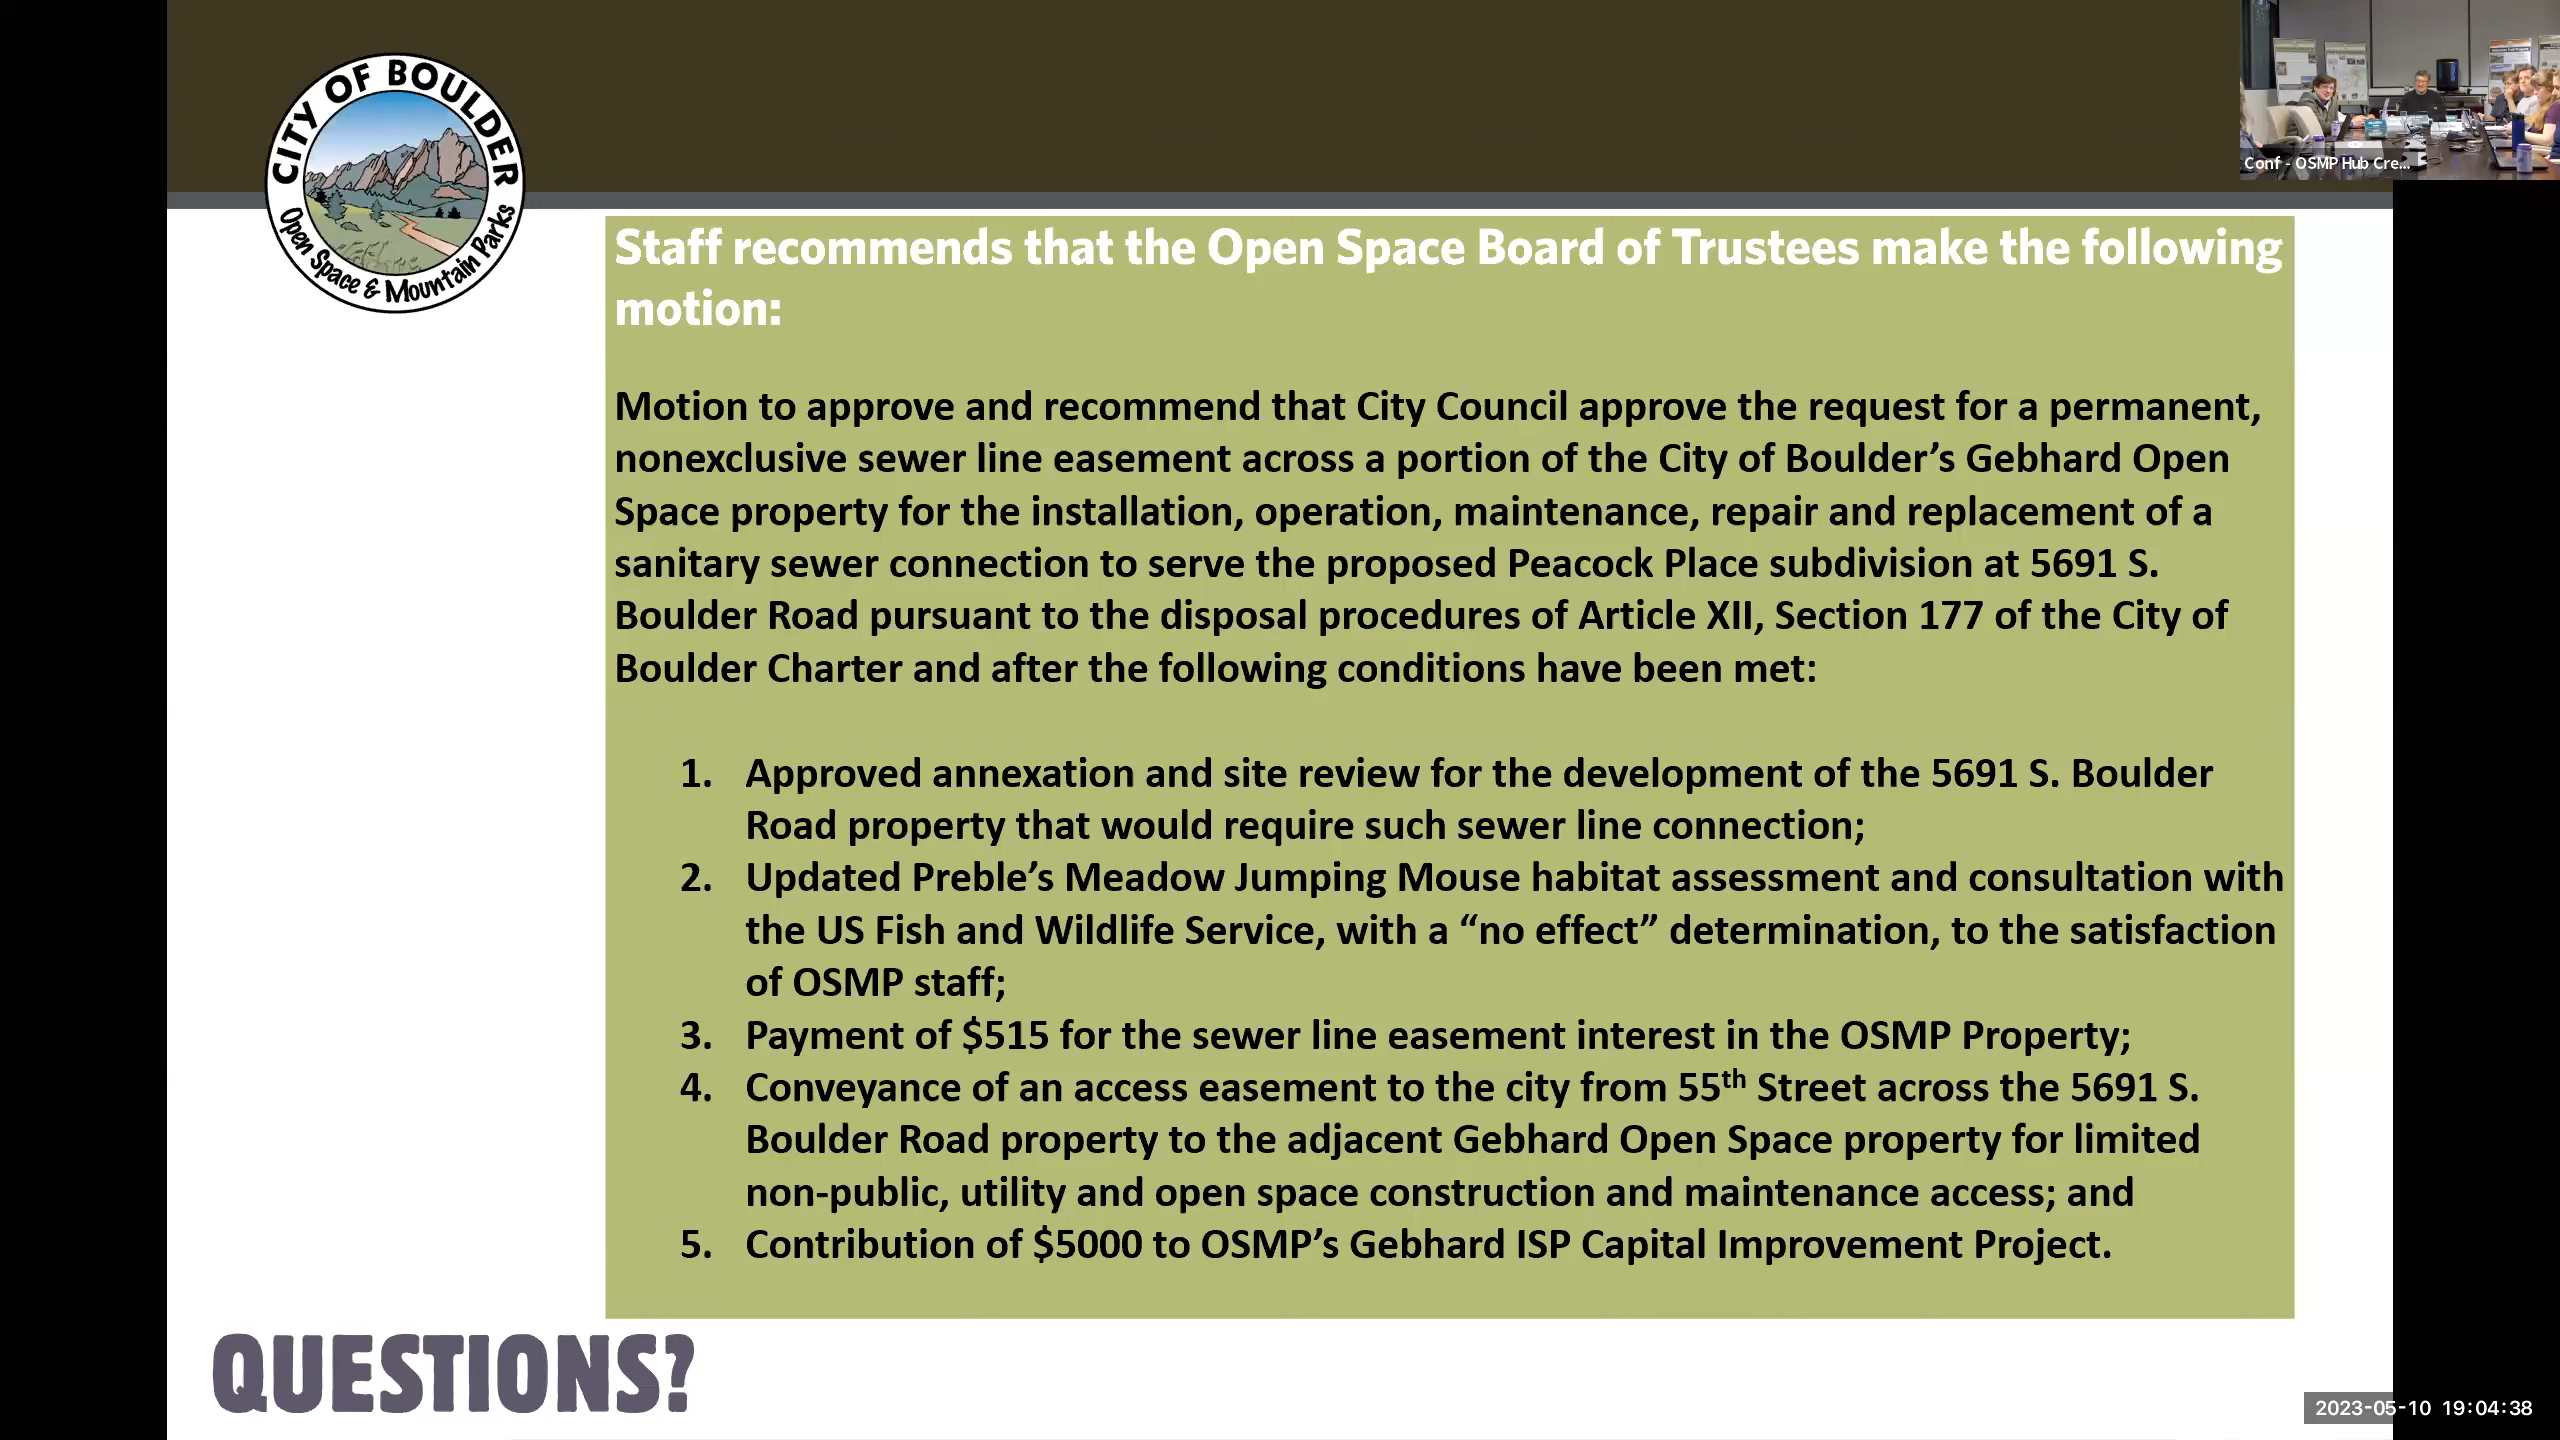 CITY OF BOULDER
Open Space & Mountain Parks
Conf - OSMP Hub Cre...
Staff recommends that the Open Space Board of Trustees make the following
motion:
Motion to approve and recommend that City Council approve the request for a permanent,
nonexclusive sewer line easement across a portion of the City of Boulder’s Gebhard Open
Space property for the installation, operation, maintenance, repair and replacement of a
sanitary sewer connection to serve the proposed Peacock Place subdivision at 5691 S.
Boulder Road pursuant to the disposal procedures of Article XII, Section 177 of the City of
Boulder Charter and after the following conditions have been met:
1. Approved annexation and site review for the development of the 5691 S. Boulder
Road property that would require such sewer line connection;
2. Updated Preble’s Meadow Jumping Mouse habitat assessment and consultation with
the US Fish and Wildlife Service, with a “no effect” determination, to the satisfaction
of OSMP staff;
3. Payment of $515 for the sewer line easement interest in the OSMP Property;
4. Conveyance of an access easement to the city from 55th Street across the 5691 S.
Boulder Road property to the adjacent Gebhard Open Space property for limited
non-public, utility and open space construction and maintenance access; and
5. Contribution of $5000 to OSMP’s Gebhard ISP Capital Improvement Project.
QUESTIONS?
2023-05-10 19:04:38